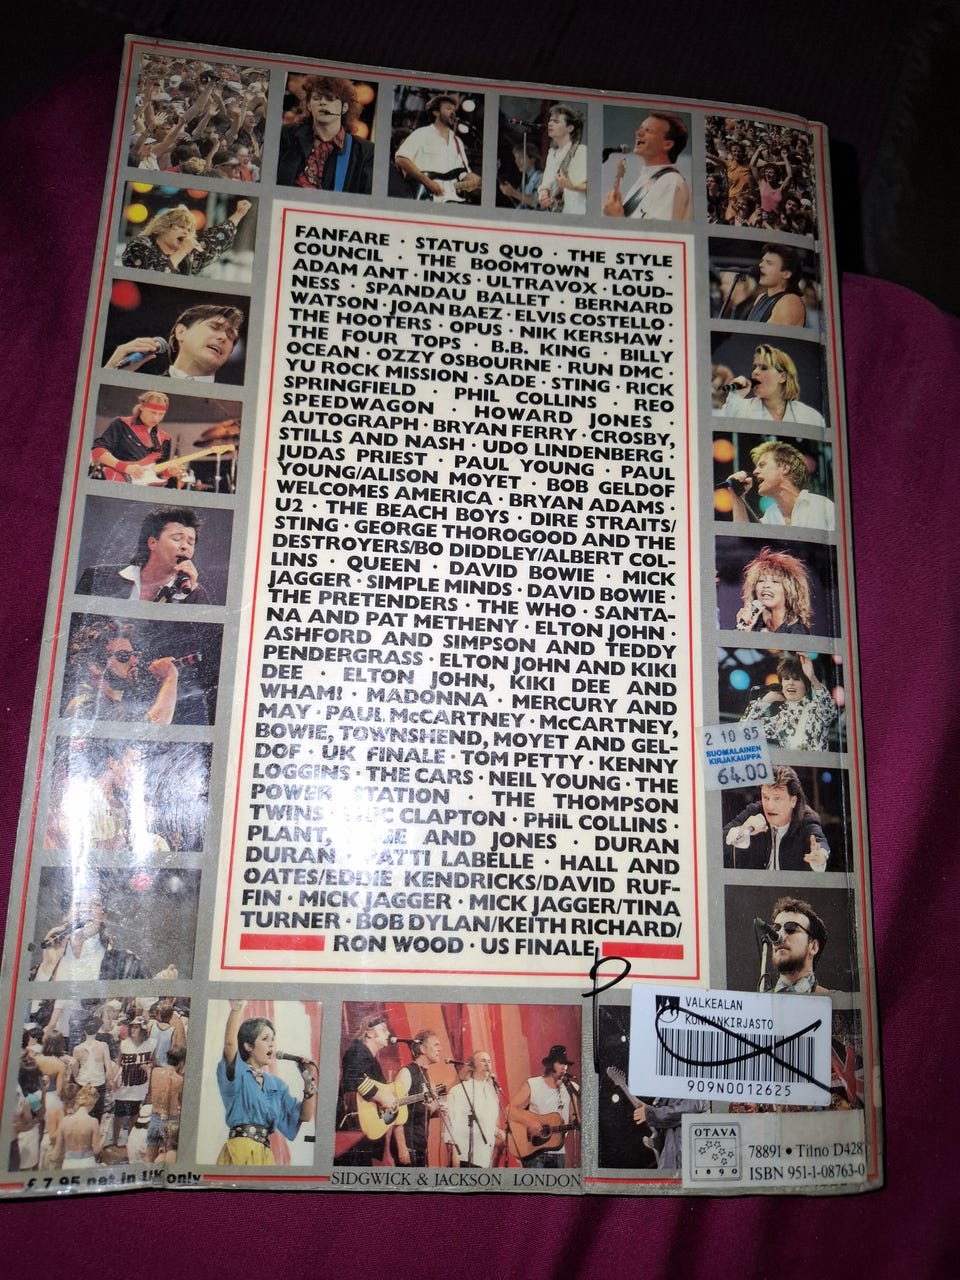 FANFARE · STATUS QUO · THE STYLE
COUNCIL · THE BOOMTOWN RATS ·
ADAM ANT · INXS · ULTRAVOX · LOUD-
NESS · SPANDAU BALLET · BERNARD
WATSON · JOAN BAEZ · ELVIS COSTELLO ·
THE HOOTERS · OPUS · NIK KERSHAW ·
THE FOUR TOPS · B.B. KING · BILLY
OCEAN · OZZY OSBOURNE · RUN DMC ·
YU ROCK MISSION · SADE · STING · RICK
SPRINGFIELD · PHIL COLLINS · REO
SPEEDWAGON · HOWARD JONES ·
AUTOGRAPH · BRYAN FERRY · CROSBY,
STILLS AND NASH · UDO LINDENBERG ·
JUDAS PRIEST · PAUL YOUNG · PAUL
YOUNG/ALISON MOYET · BOB GELDOF
WELCOMES AMERICA · BRYAN ADAMS ·
U2 · THE BEACH BOYS · DIRE STRAITS/
STING · GEORGE THOROGOOD AND THE
DESTROYERS/BO DIDDLEY/ALBERT COL-
LINS · QUEEN · DAVID BOWIE · MICK
JAGGER · SIMPLE MINDS · DAVID BOWIE ·
THE PRETENDERS · THE WHO · SANTA-
NA AND PAT METHENY · ELTON JOHN ·
ASHFORD AND SIMPSON AND TEDDY
PENDERGRASS · ELTON JOHN AND KIKI
DEE · ELTON JOHN, KIKI DEE AND
WHAM! · MADONNA · MERCURY AND
MAY · PAUL McCARTNEY · McCARTNEY,
BOWIE, TOWNSHEND, MOYET AND GEL-
DOF · UK FINALE · TOM PETTY · KENNY
LOGGINS · THE CARS · NEIL YOUNG · THE
POWER STATION · THE THOMPSON
TWINS · ERIC CLAPTON · PHIL COLLINS ·
PLANT, PAGE AND JONES · DURAN
DURAN · PATTI LABELLE · HALL AND
OATES/EDDIE KENDRICKS/DAVID RUF-
FIN · MICK JAGGER · MICK JAGGER/TINA
TURNER · BOB DYLAN/KEITH RICHARD/
RON WOOD · US FINALE
2 10 85
SUOMALAINEN
KIRJAKAUPPA
64.00
VALKEALAN
KUNNANKIRJASTO
909N0012625
OTAVA
1890
78891 • Tilno D428
ISBN 951-1-08763-0
£7.95 net in UK only
SIDGWICK & JACKSON LONDON